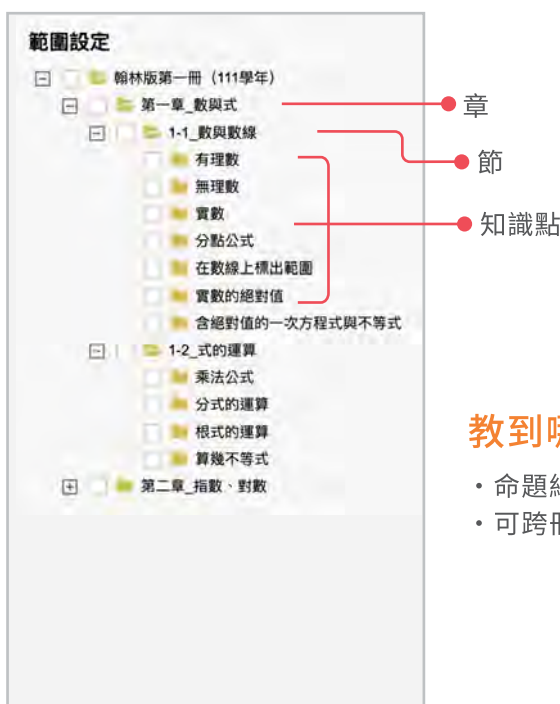 範圍設定
翰林版第一冊（111學年）
第一章_數與式
章
1-1_數與數線
節
有理數
無理數
實數
知識點
分點公式
在數線上標出範圍
實數的絕對值
含絕對值的一次方程式與不等式
1-2_式的運算
乘法公式
分式的運算
根式的運算
算幾不等式
第二章_指數、對數
教到
・命題
・可跨